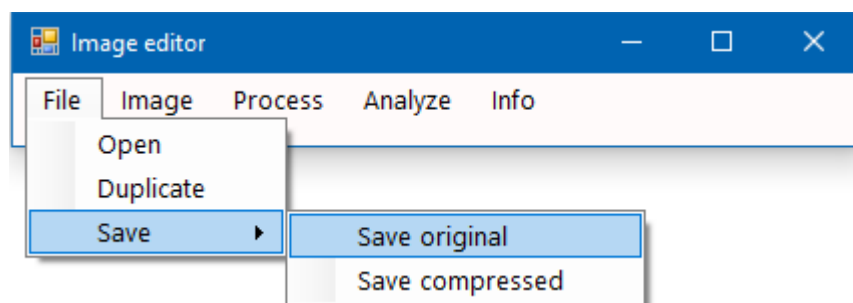 Image editor
File Image Process Analyze Info
Open
Duplicate
Save
Save original
Save compressed